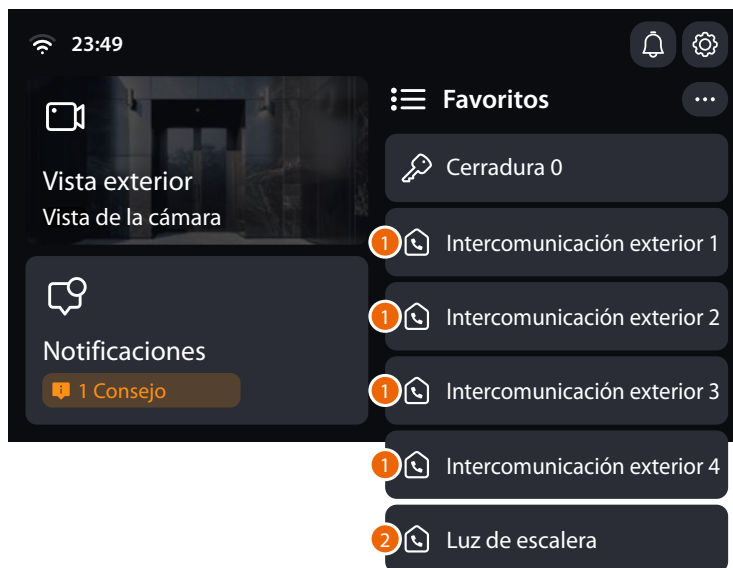 23:49
Vista exterior
Vista de la cámara
Notificaciones
1 Consejo
Favoritos
Cerradura 0
1 Intercomunicación exterior 1
1 Intercomunicación exterior 2
1 Intercomunicación exterior 3
1 Intercomunicación exterior 4
2 Luz de escalera